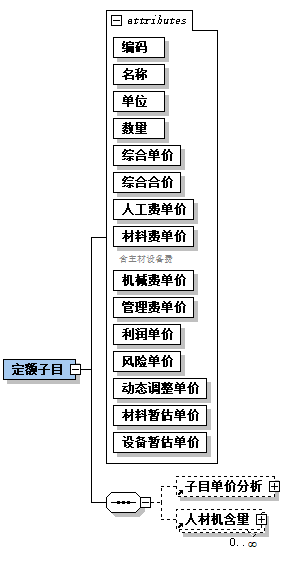 attributes
编码
名称
单位
数量
综合单价
综合合价
人工费单价
材料费单价
含主材设备费
机械费单价
管理费单价
利润单价
风险单价
动态调整单价
材料暂估单价
设备暂估单价
定额子目
子目单价分析
人材机含量
0..∞